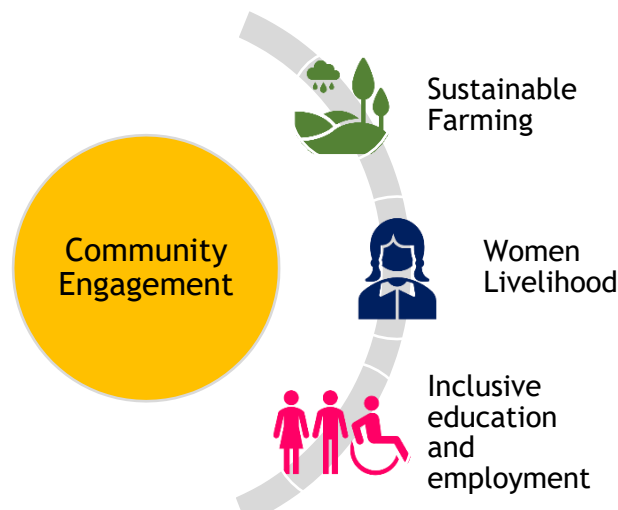 Sustainable
Farming
Community
Engagement
Women
Livelihood
Inclusive
education
and
employment